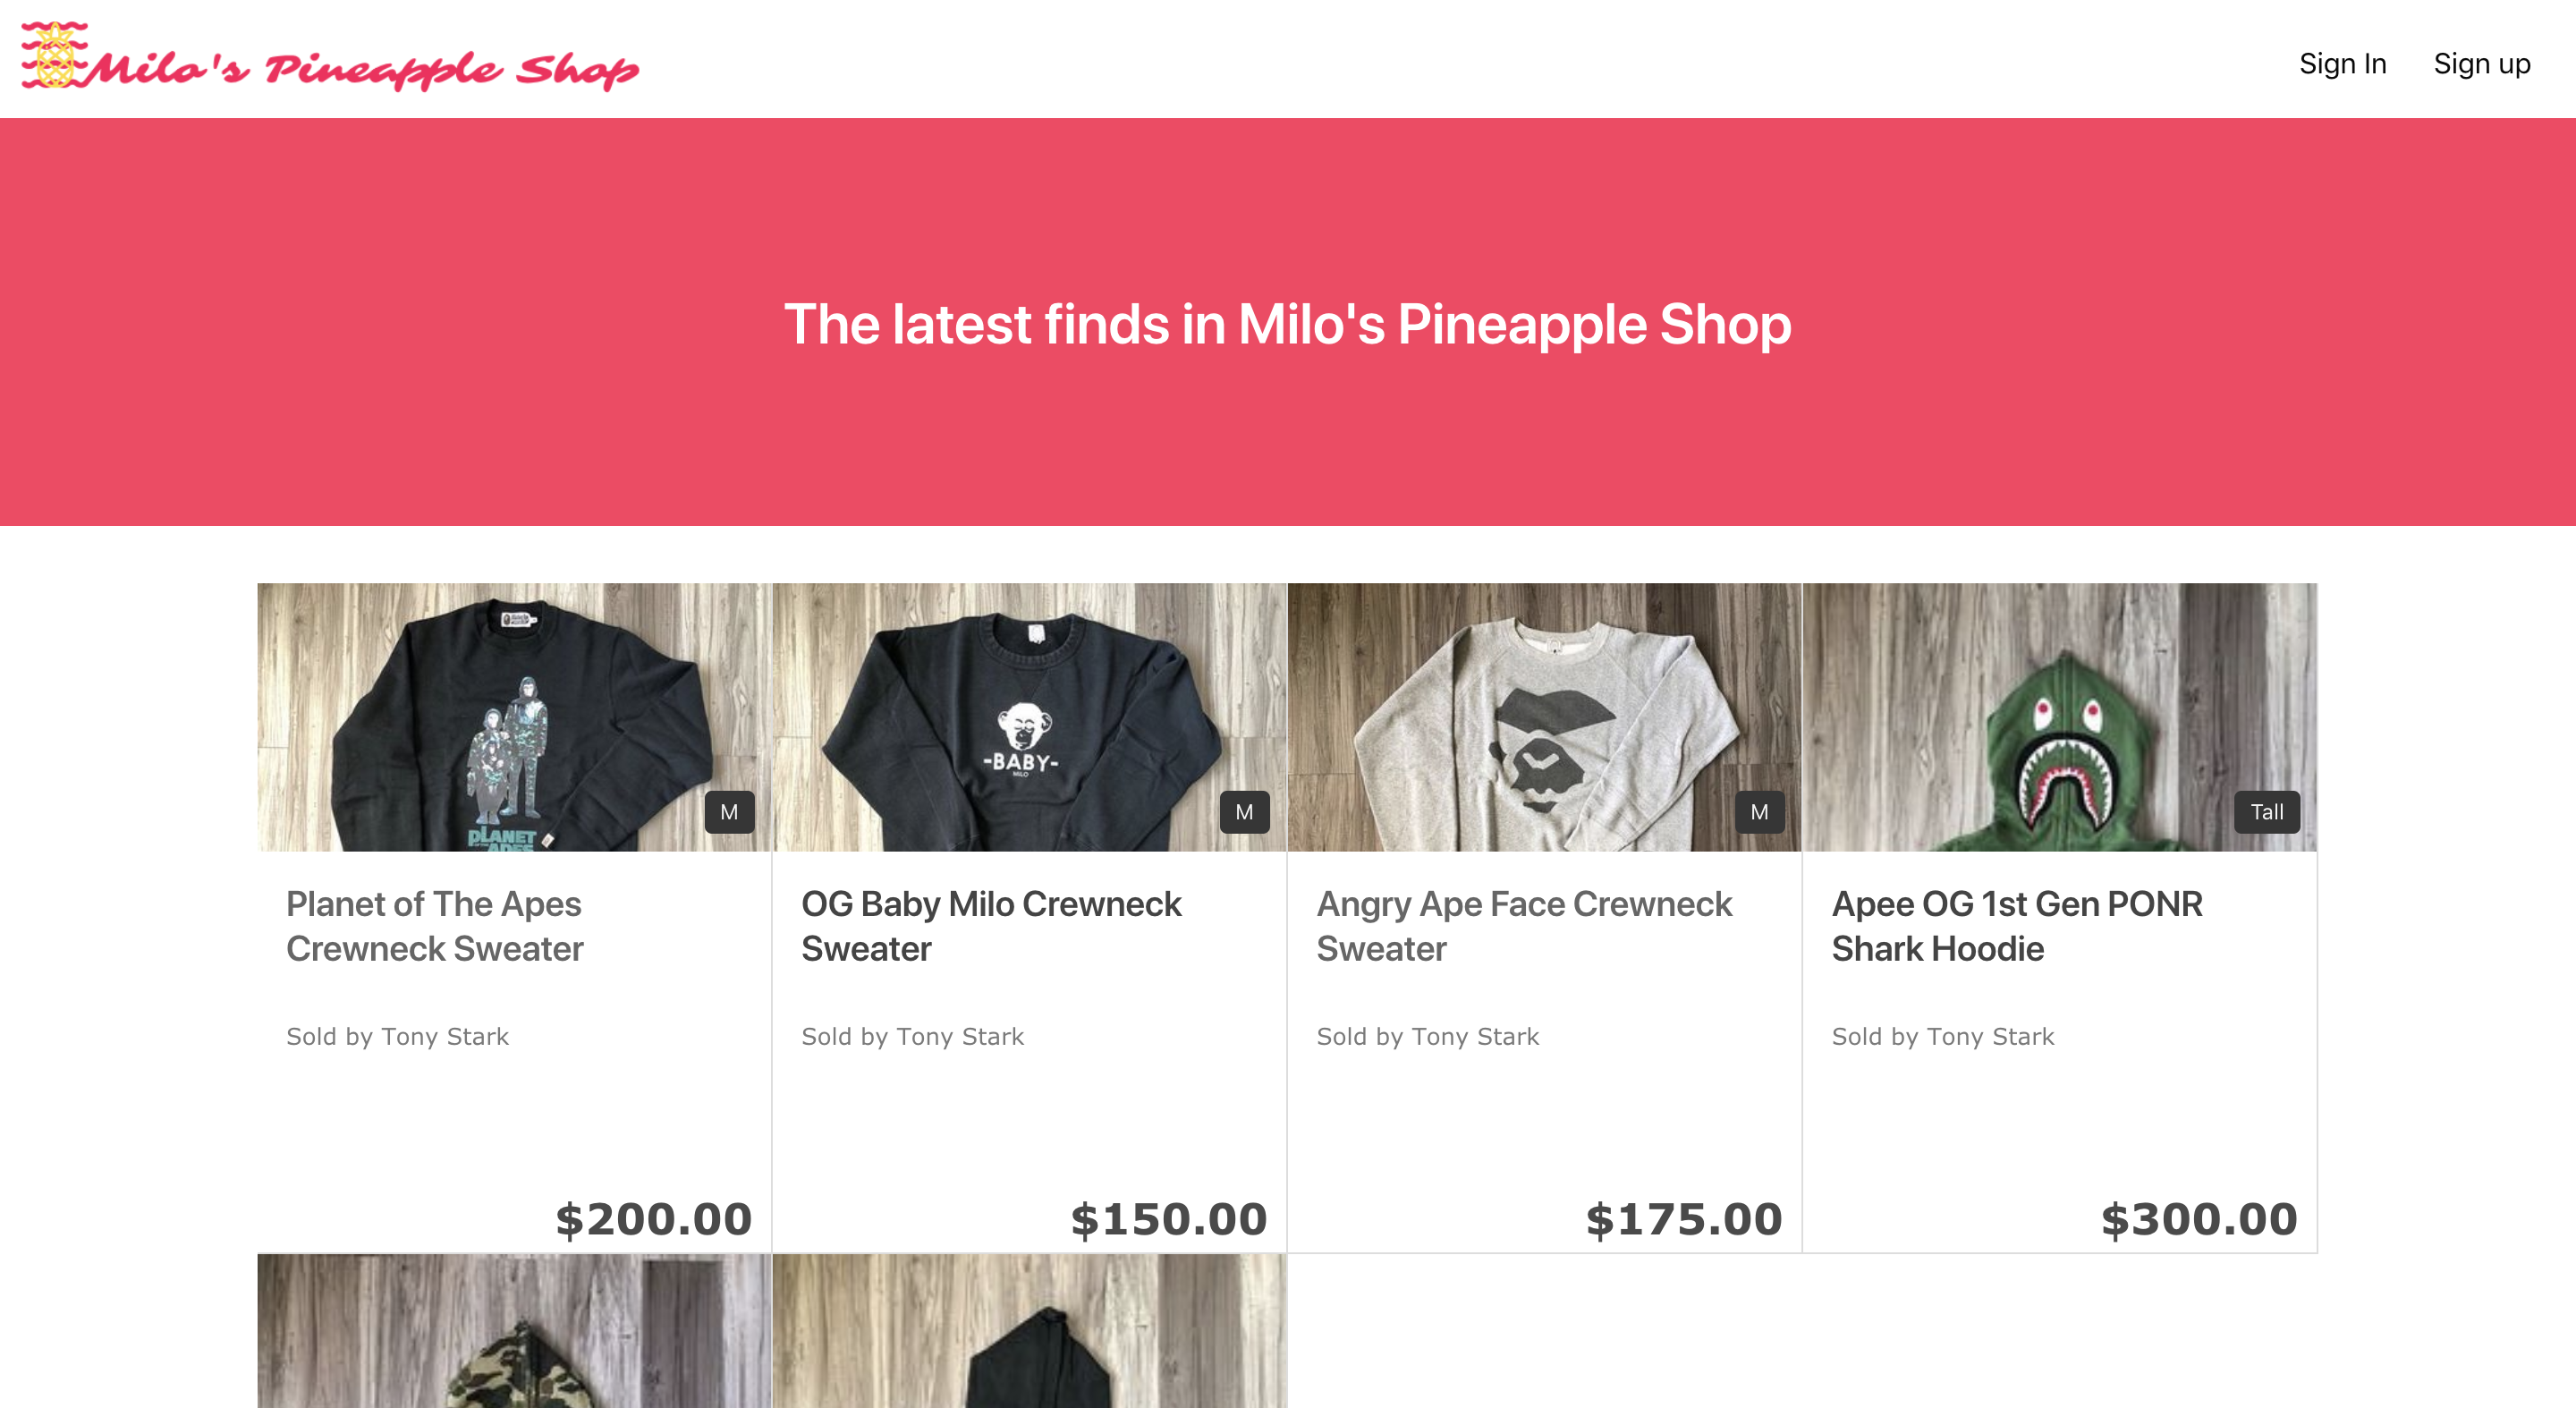 Milo's Pineapple Shop
Sign In
Sign up
The latest finds in Milo's Pineapple Shop
PLANET
APES
M
-BABY-
MILO
M
M
Tall
Planet of The Apes
Crewneck Sweater
OG Baby Milo Crewneck
Sweater
Angry Ape Face Crewneck
Sweater
Apee OG 1st Gen PONR
Shark Hoodie
Sold by Tony Stark
Sold by Tony Stark
Sold by Tony Stark
Sold by Tony Stark
$200.00
$150.00
$175.00
$300.00